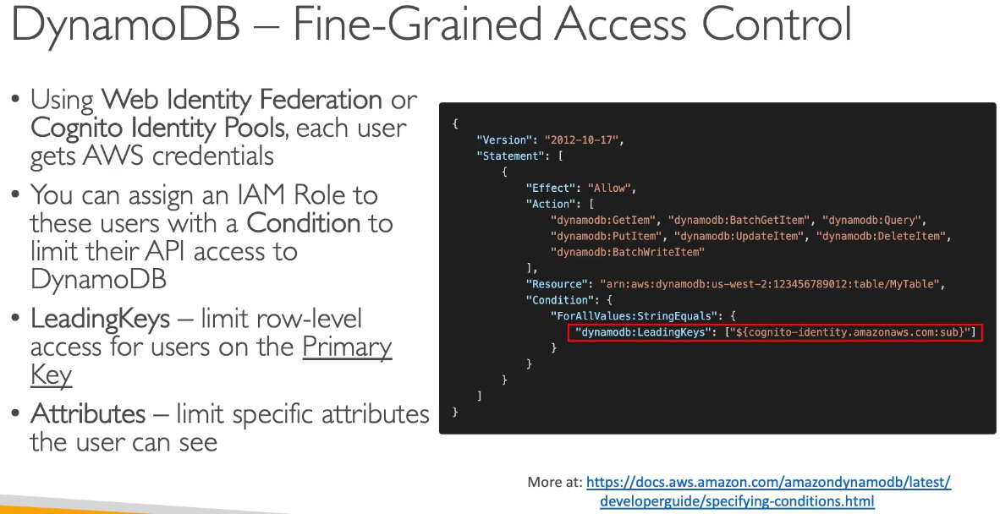 DynamoDB – Fine-Grained Access Control
• Using Web Identity Federation or
Cognito Identity Pools, each user
gets AWS credentials
• You can assign an IAM Role to
these users with a Condition to
limit their API access to
DynamoDB
• LeadingKeys – limit row-level
access for users on the Primary
Key
• Attributes – limit specific attributes
the user can see
{
"Version": "2012-10-17",
"Statement": [
{
"Effect": "Allow",
"Action": [
"dynamodb:GetIem", "dynamodb:BatchGetItem", "dynamodb:Query",
"dynamodb:PutItem", "dynamodb:UpdateItem", "dynamodb:DeleteItem",
"dynamodb:BatchWriteItem"
],
"Resource": "arn:aws:dynamodb:us-west-2:123456789012:table/MyTable",
"Condition": {
"ForAllValues:StringEquals": {
"dynamodb:LeadingKeys": ["${cognito-identity.amazonaws.com:sub}"]
}
}
}
]
}
More at: https://docs.aws.amazon.com/amazondynamodb/latest/
developerguide/specifying-conditions.html